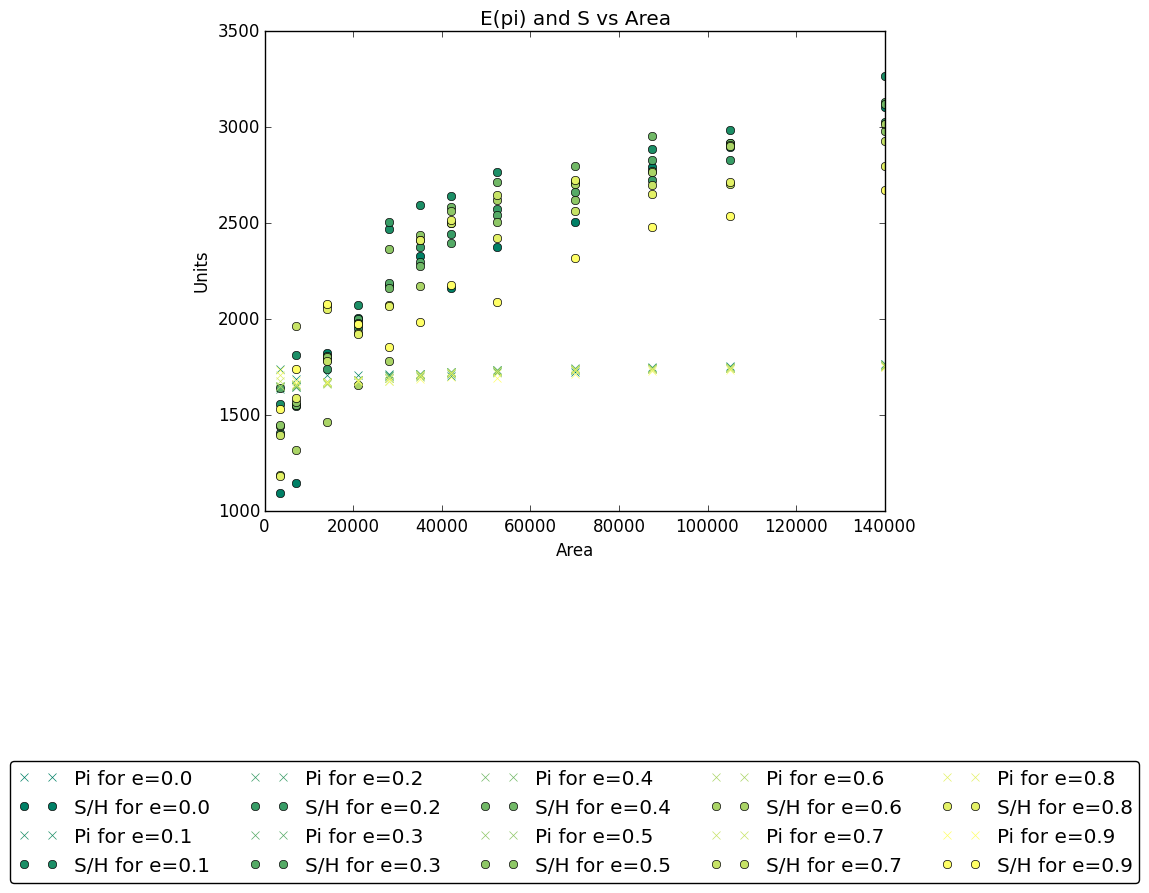 E(pi) and S vs Area
3500
3000
2500
2000
1500
1000
Units
0 20000 40000 60000 80000 100000 120000 140000
Area
Pi for e=0.0 Pi for e=0.2 Pi for e=0.4 Pi for e=0.6 Pi for e=0.8
S/H for e=0.0 S/H for e=0.2 S/H for e=0.4 S/H for e=0.6 S/H for e=0.8
Pi for e=0.1 Pi for e=0.3 Pi for e=0.5 Pi for e=0.7 Pi for e=0.9
S/H for e=0.1 S/H for e=0.3 S/H for e=0.5 S/H for e=0.7 S/H for e=0.9